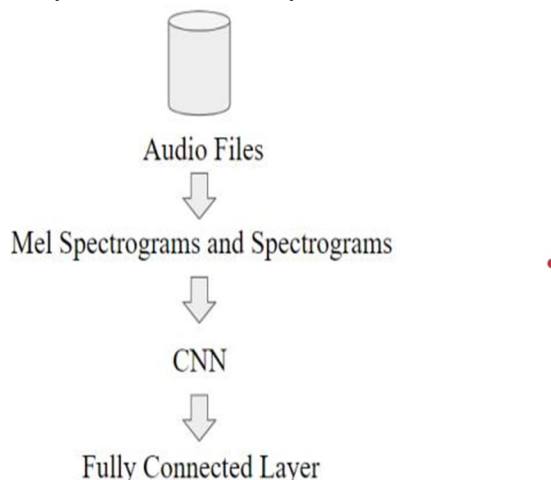 Audio Files
Mel Spectrograms and Spectrograms
CNN
Fully Connected Layer